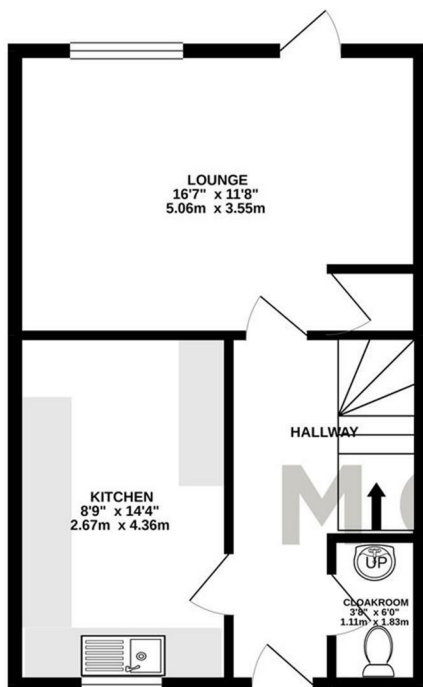 LOUNGE
16'7" x 11'8"
5.06m x 3.55m
HALLWAY
KITCHEN
8'9" x 14'4"
2.67m x 4.36m
UP
CLOAKROOM
3'8" x 6'0"
1.11m x 1.83m